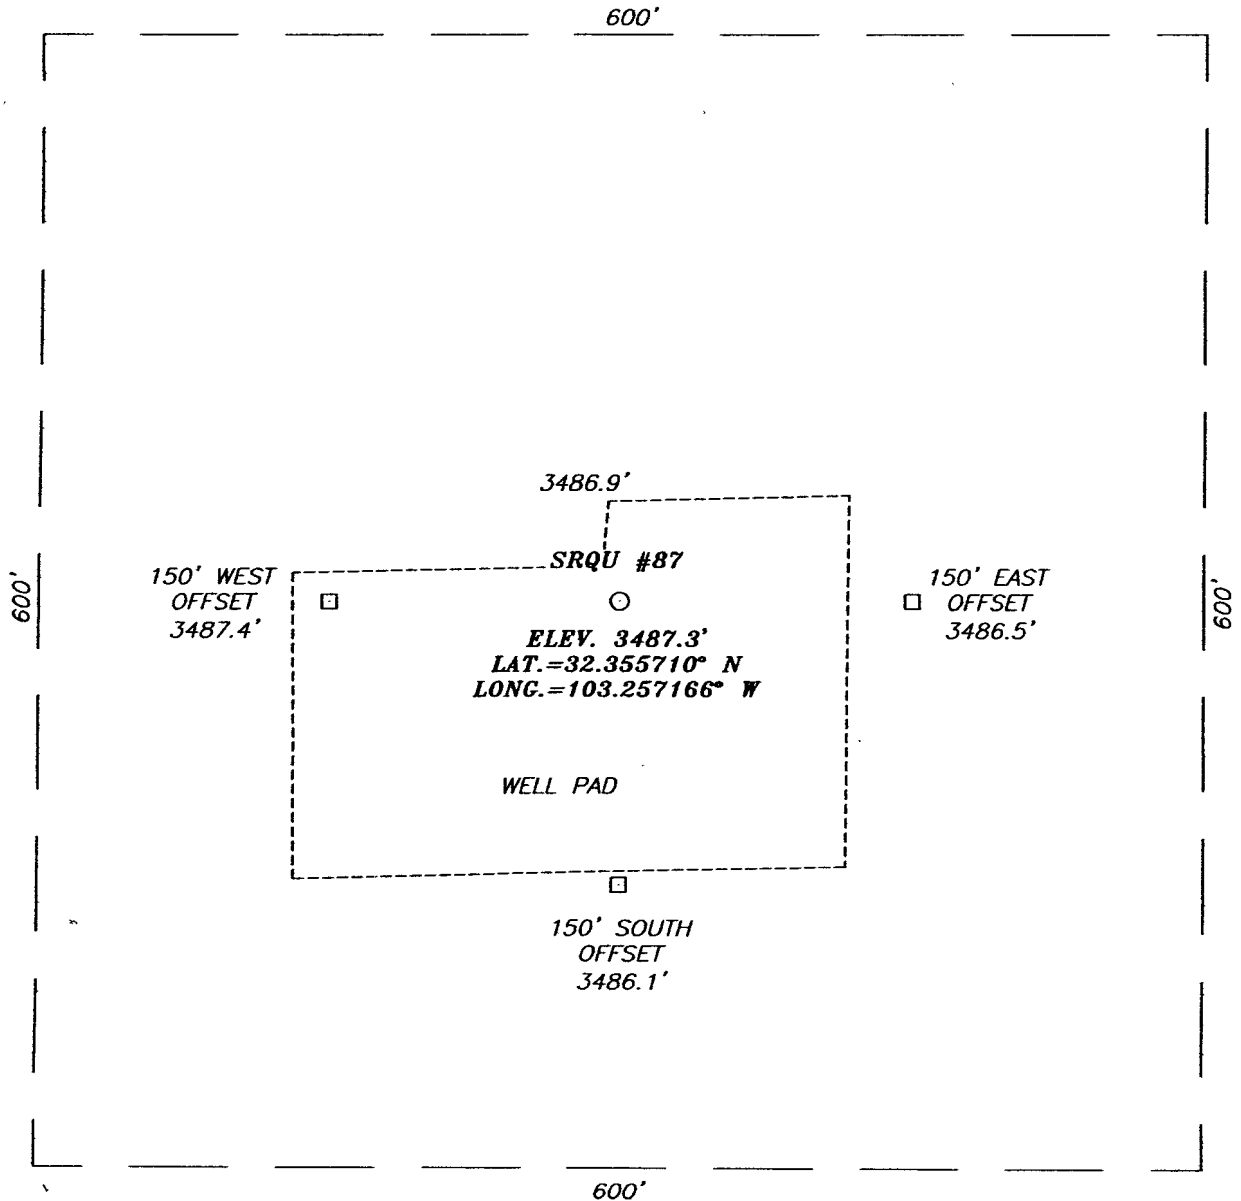 600'
3486.9'
SRQU #87
150' WEST
OFFSET
3487.4'
150' EAST
OFFSET
3486.5'
600'
600'
ELEV. 3487.3'
LAT.=32.355710° N
LONG.=103.257166° W
WELL PAD
150' SOUTH
OFFSET
3486.1'
600'